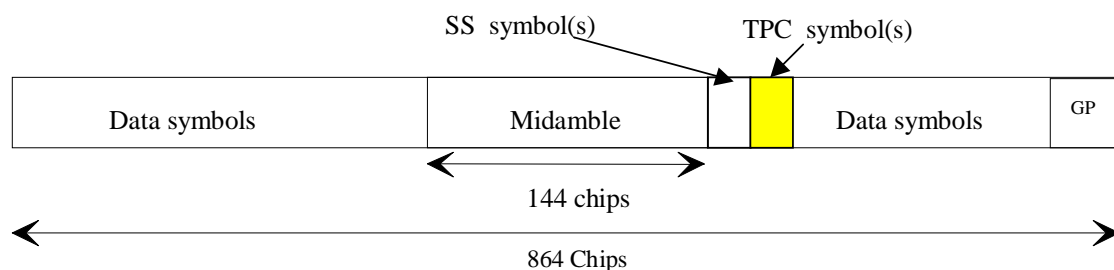 SS symbol(s)
TPC symbol(s)
Data symbols
Midamble
Data symbols
GP
144 chips
864 Chips